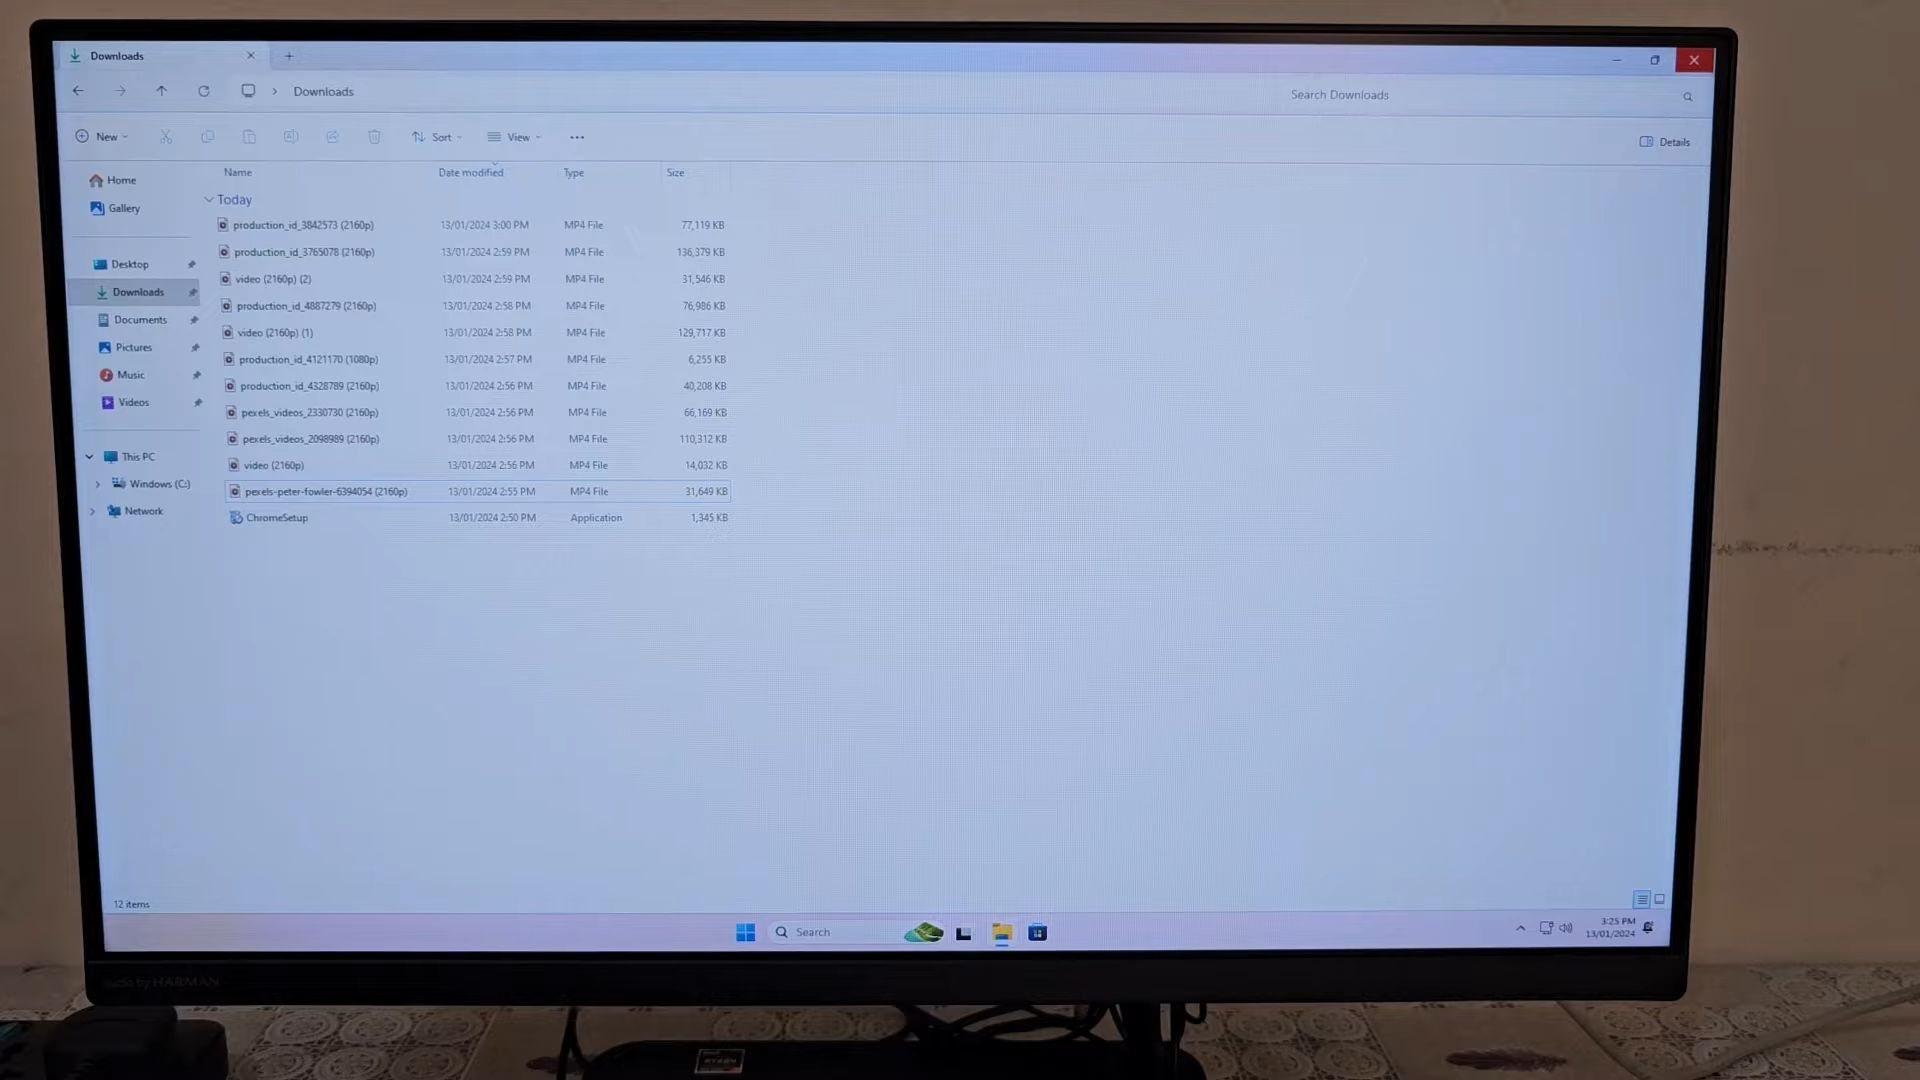 Downloads
Downloads
Search Downloads
New
Sort
View
Details
Name Date modified Type Size
Home
Gallery
Desktop
Downloads
Documents
Pictures
Music
Videos
This PC
Windows (C:)
Network
Today
production_id_3842573 (2160p) 13/01/2024 3:00 PM MP4 File 77,119 KB
production_id_3765078 (2160p) 13/01/2024 2:59 PM MP4 File 136,379 KB
video (2160p) (2) 13/01/2024 2:59 PM MP4 File 31,546 KB
production_id_4887279 (2160p) 13/01/2024 2:58 PM MP4 File 76,986 KB
video (2160p) (1) 13/01/2024 2:58 PM MP4 File 129,717 KB
production_id_4121170 (1080p) 13/01/2024 2:57 PM MP4 File 6,255 KB
production_id_4328789 (2160p) 13/01/2024 2:56 PM MP4 File 40,208 KB
pexels_videos_2330730 (2160p) 13/01/2024 2:56 PM MP4 File 66,169 KB
pexels_videos_2098989 (2160p) 13/01/2024 2:56 PM MP4 File 110,312 KB
video (2160p) 13/01/2024 2:56 PM MP4 File 14,032 KB
pexels-peter-fowler-6394054 (2160p) 13/01/2024 2:55 PM MP4 File 31,649 KB
ChromeSetup 13/01/2024 2:50 PM Application 1,345 KB
12 items
Search
3:25 PM
13/01/2024
audio by HARMAN